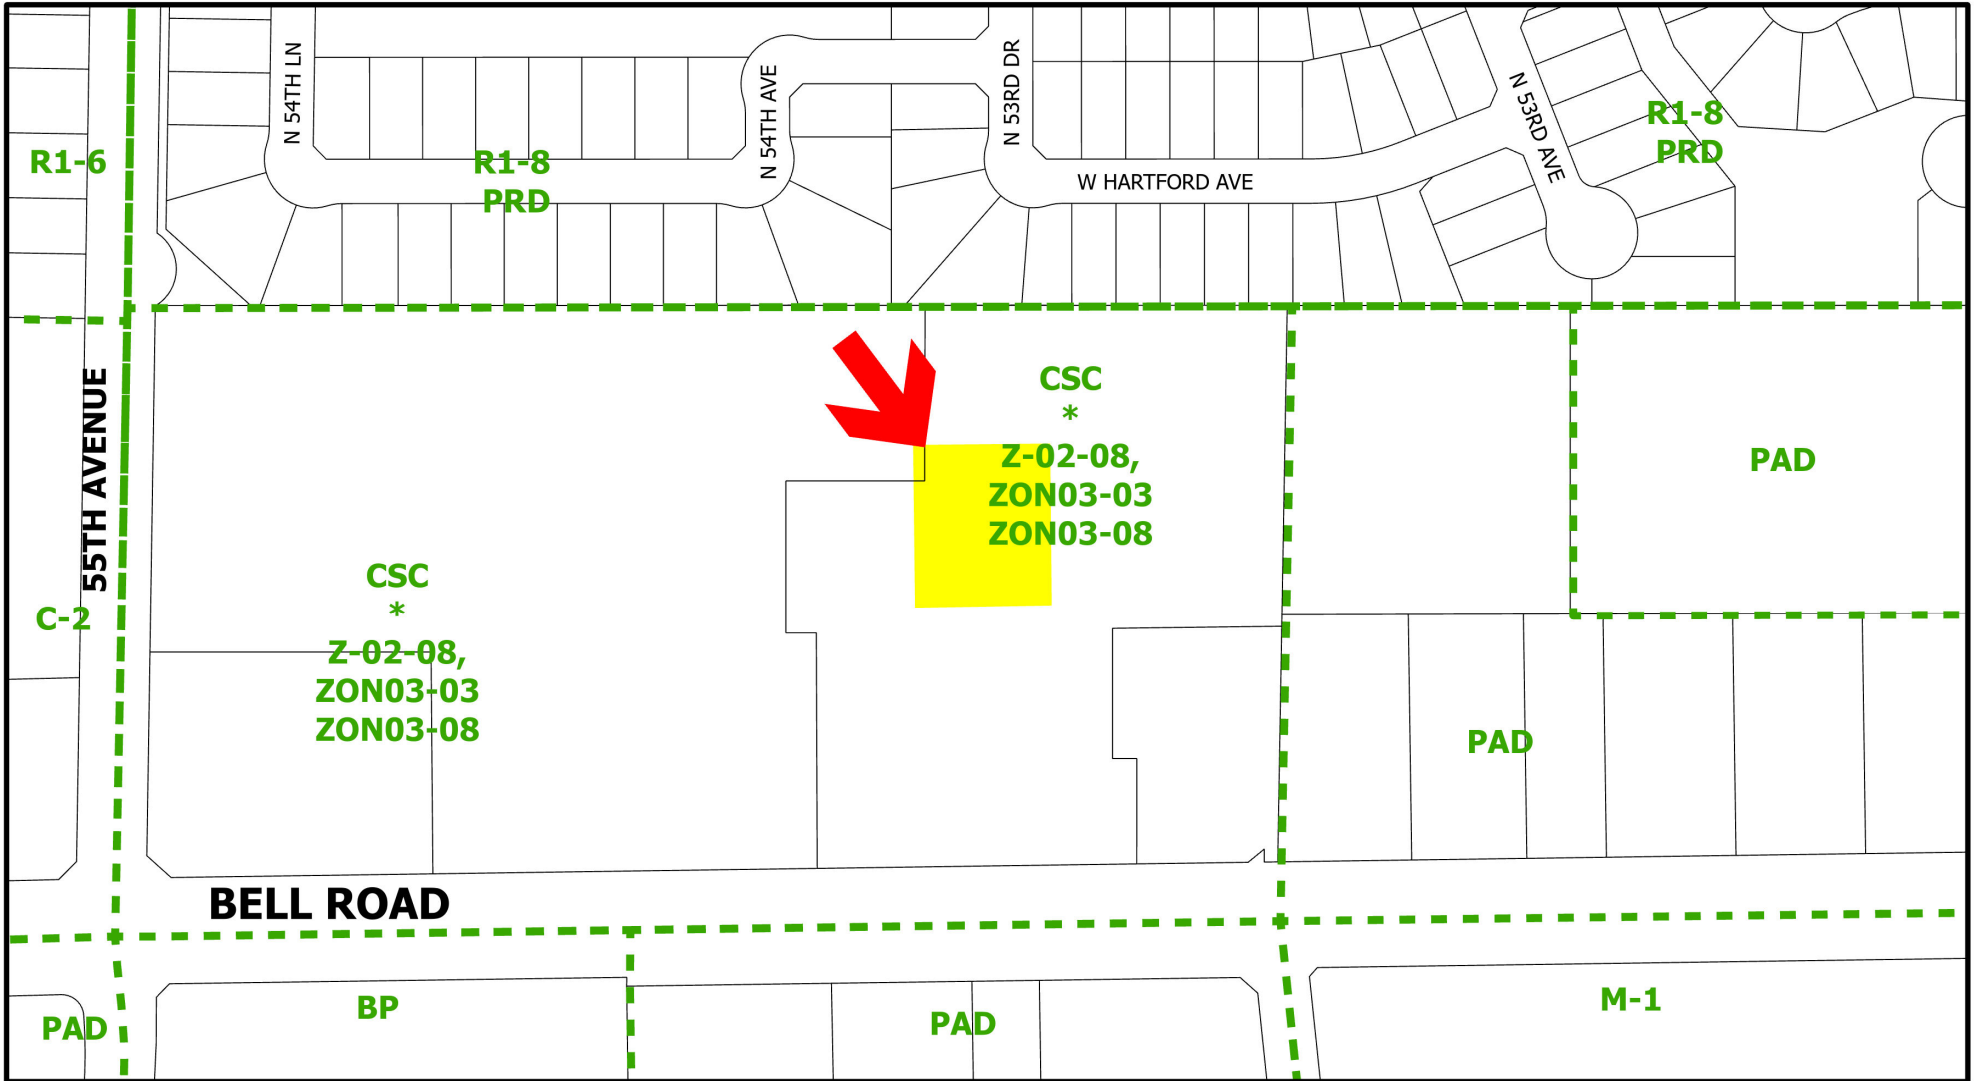 N 54TH LN
N 54TH AVE
N 53RD DR
N 53RD AVE
R1-8
PRD
R1-6
R1-8
PRD
W HARTFORD AVE
55TH AVENUE
CSC
*
Z-02-08,
ZON03-03
ZON03-08
PAD
CSC
*
Z-02-08,
ZON03-03
ZON03-08
C-2
PAD
BELL ROAD
PAD
BP
PAD
M-1